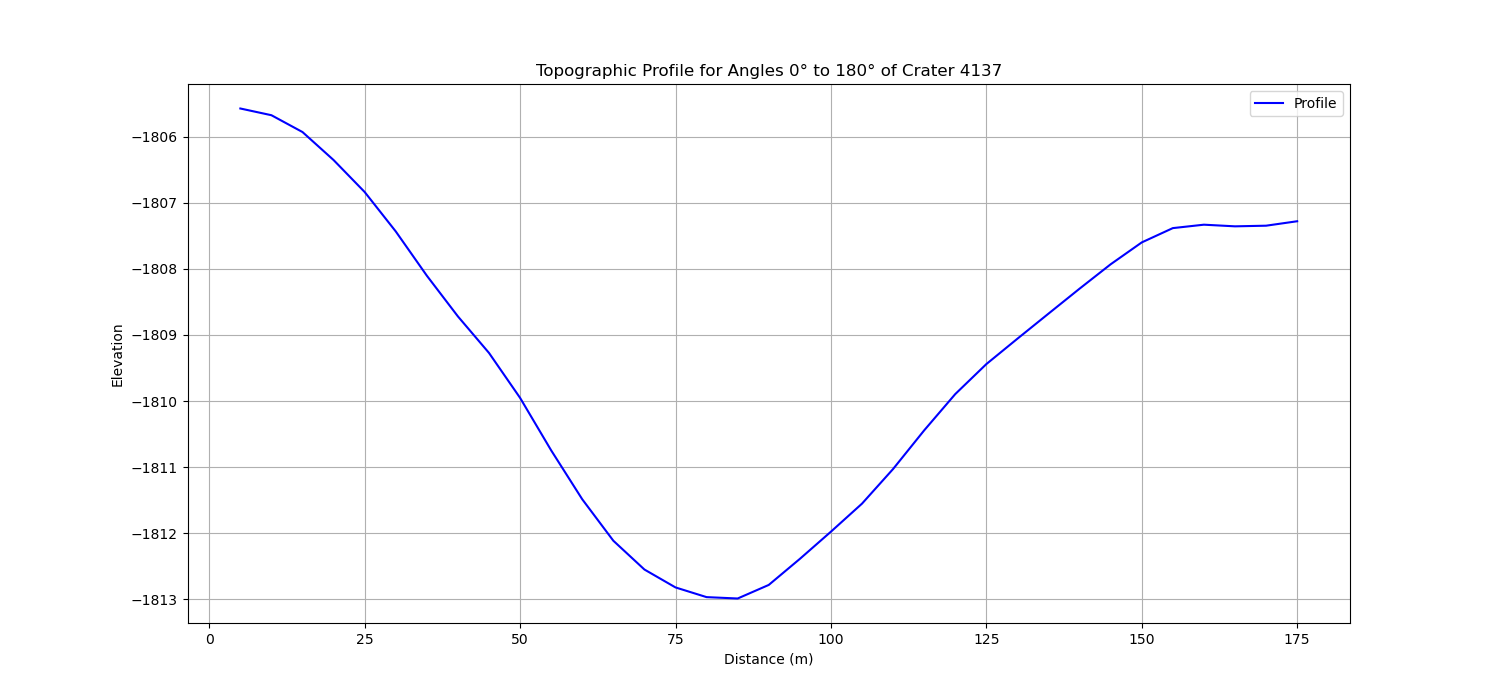 Topographic Profile for Angles 0° to 180° of Crater 4137
Profile
−1806
−1807
−1808
−1809
−1810
−1811
−1812
−1813
Elevation
0 25 50 75 100 125 150 175
Distance (m)